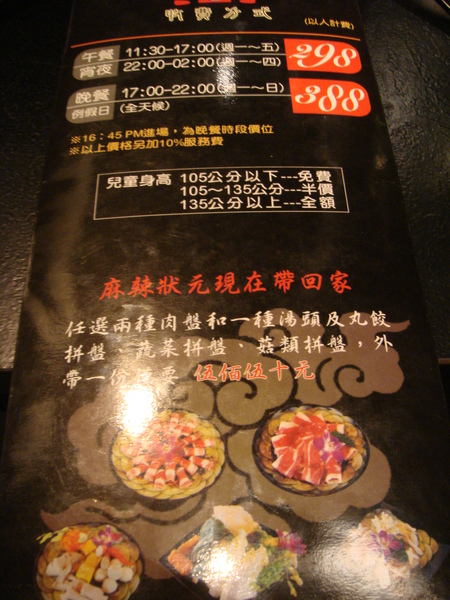 費方式
(以人計費)
午餐 11:30-17:00(週一～五) 298
宵夜 22:00-02:00(週一～四)
晚餐 17:00-22:00(週一～日) 388
例假日 (全天候)
※16：45PM進場，為晚餐時段價位
※以上價格另加10%服務費
兒童身高 105公分以下---免費
105～135公分---半價
135公分以上---全額
麻辣狀元現在帶回家
任選兩種肉盤和一種湯頭及丸餃
拼盤、蔬菜拼盤、菇類拼盤，外
帶一份 要 伍佰伍十元